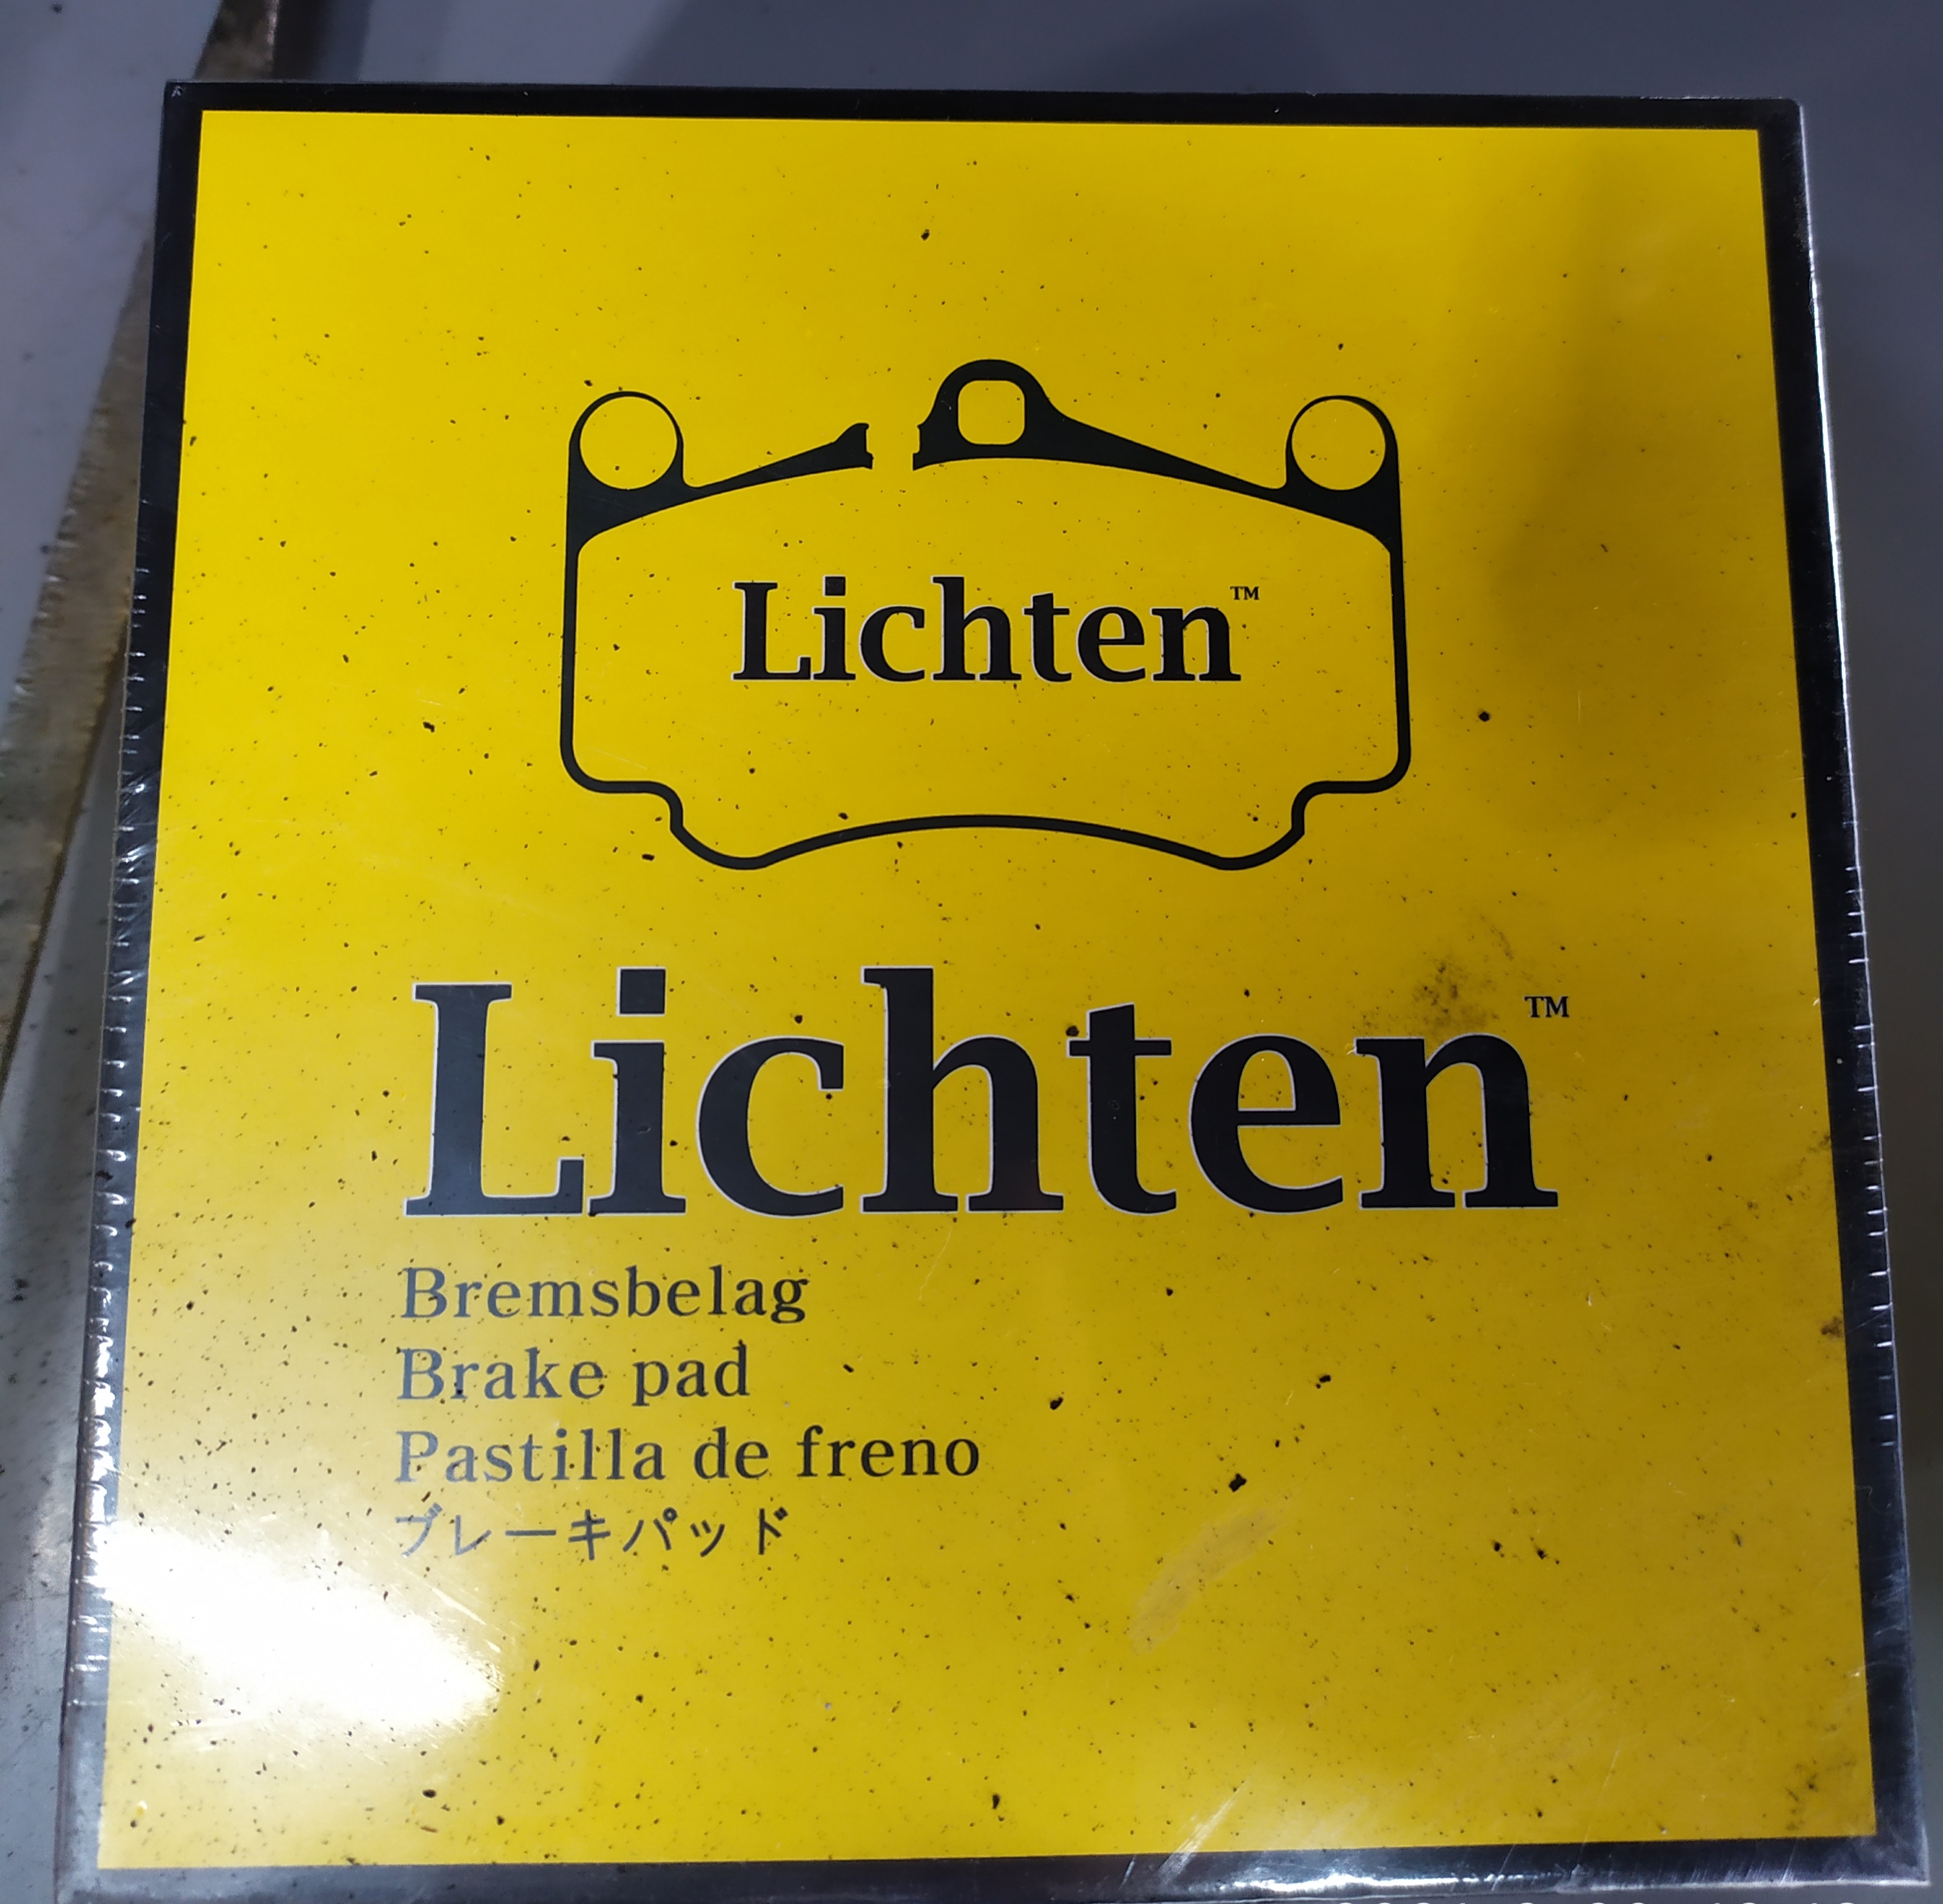 Lichten™
Lichten™
Bremsbelag
Brake pad
Pastilla de freno
ブレーキパッド